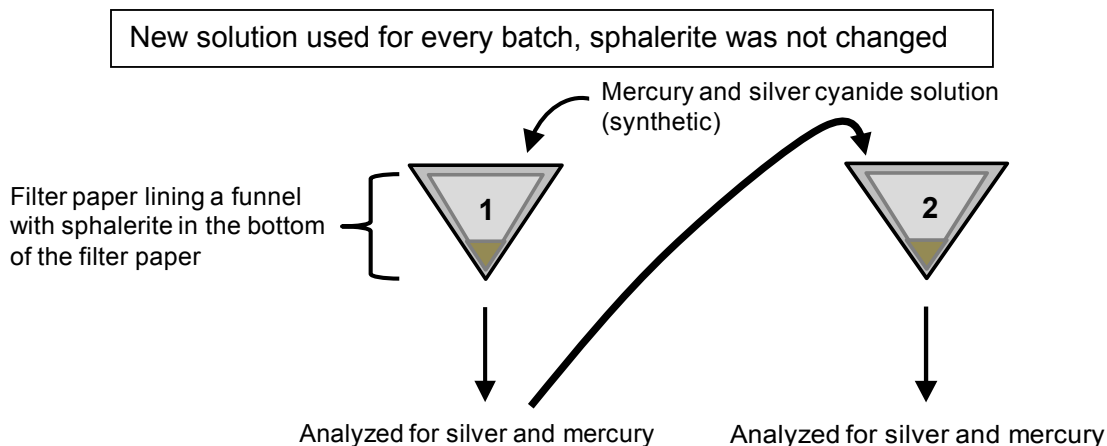 New solution used for every batch, sphalerite was not changed
Mercury and silver cyanide solution
(synthetic)
Filter paper lining a funnel
with sphalerite in the bottom
of the filter paper
1
2
Analyzed for silver and mercury
Analyzed for silver and mercury